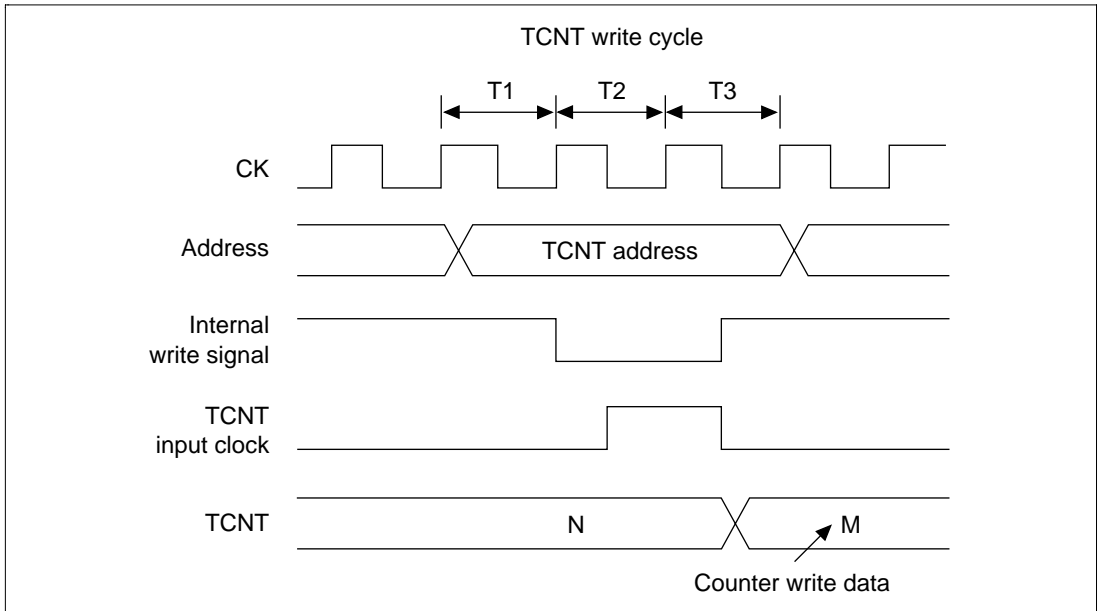 TCNT write cycle
T1 T2 T3
CK
Address
TCNT address
Internal
write signal
TCNT
input clock
TCNT
N
M
Counter write data